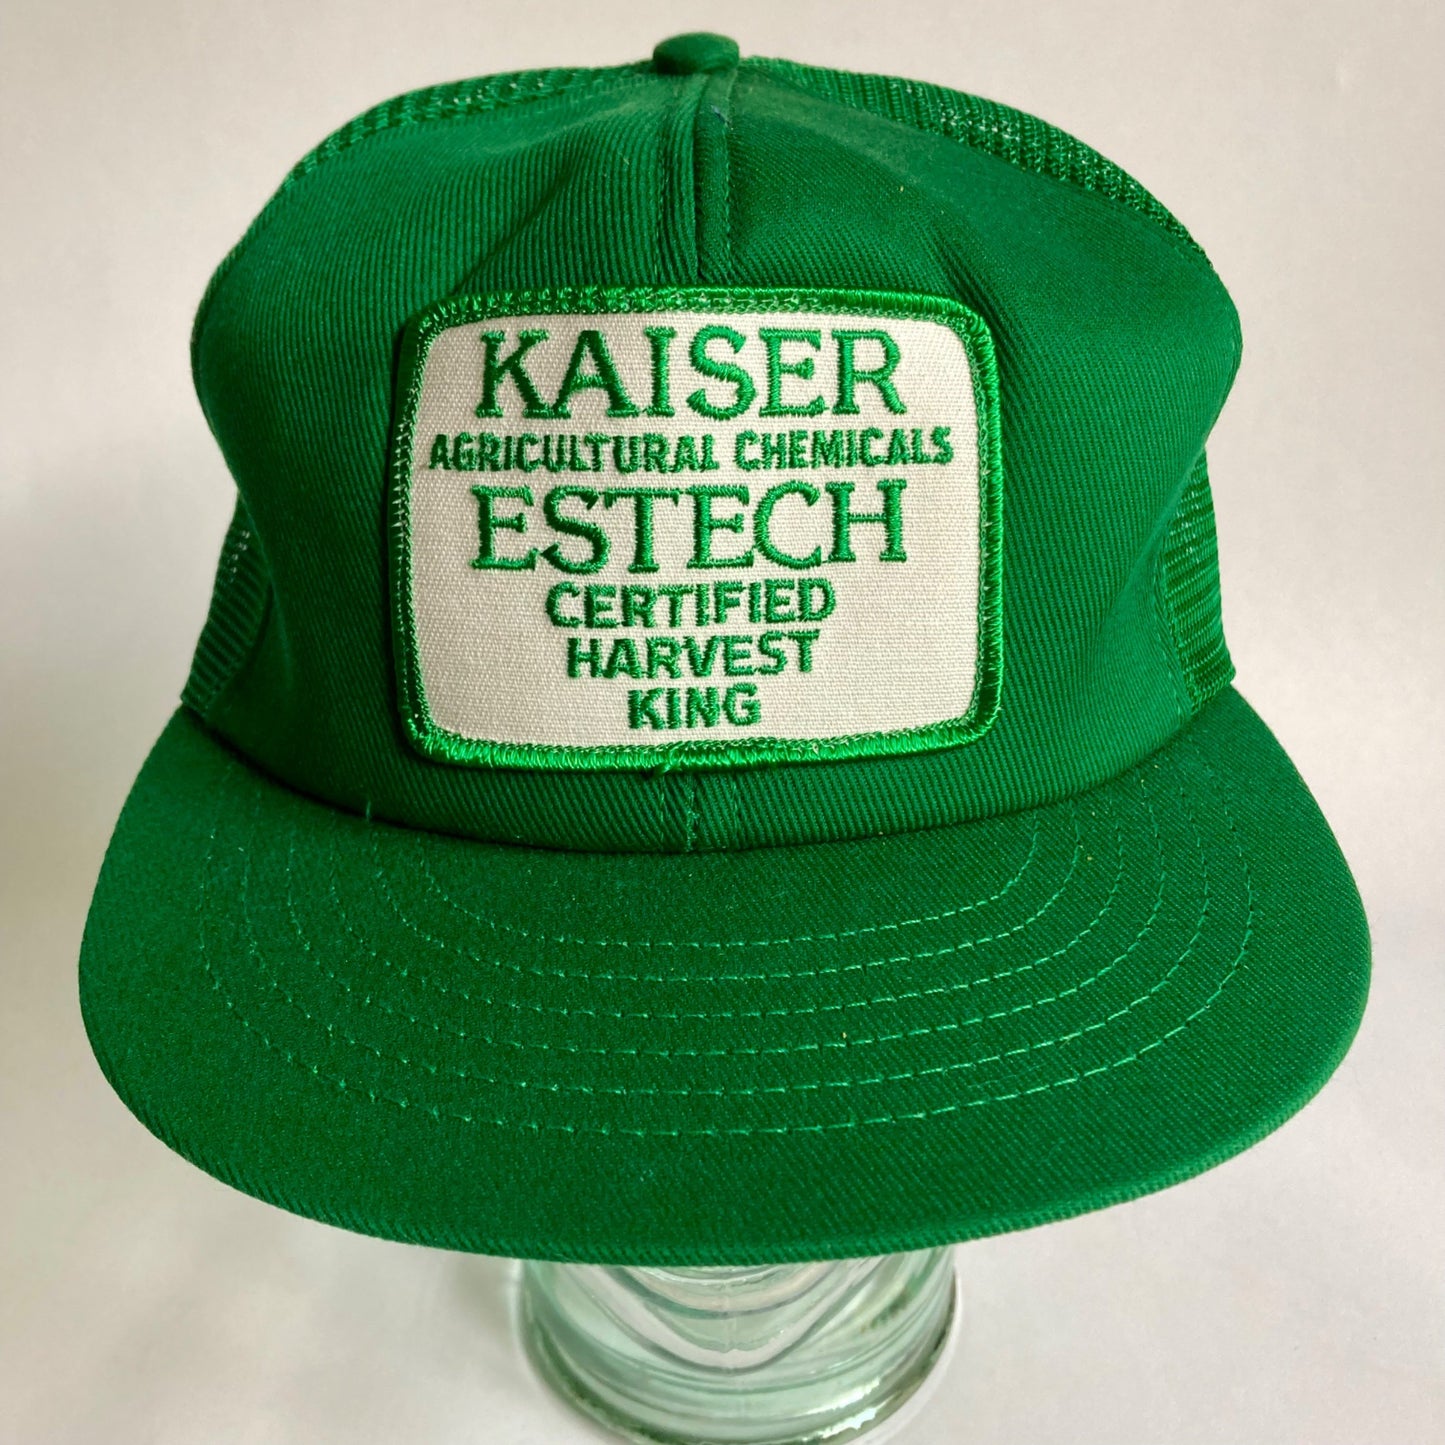 KAISER
AGRICULTURAL CHEMICALS
ESTECH
CERTIFIED
HARVEST
KING